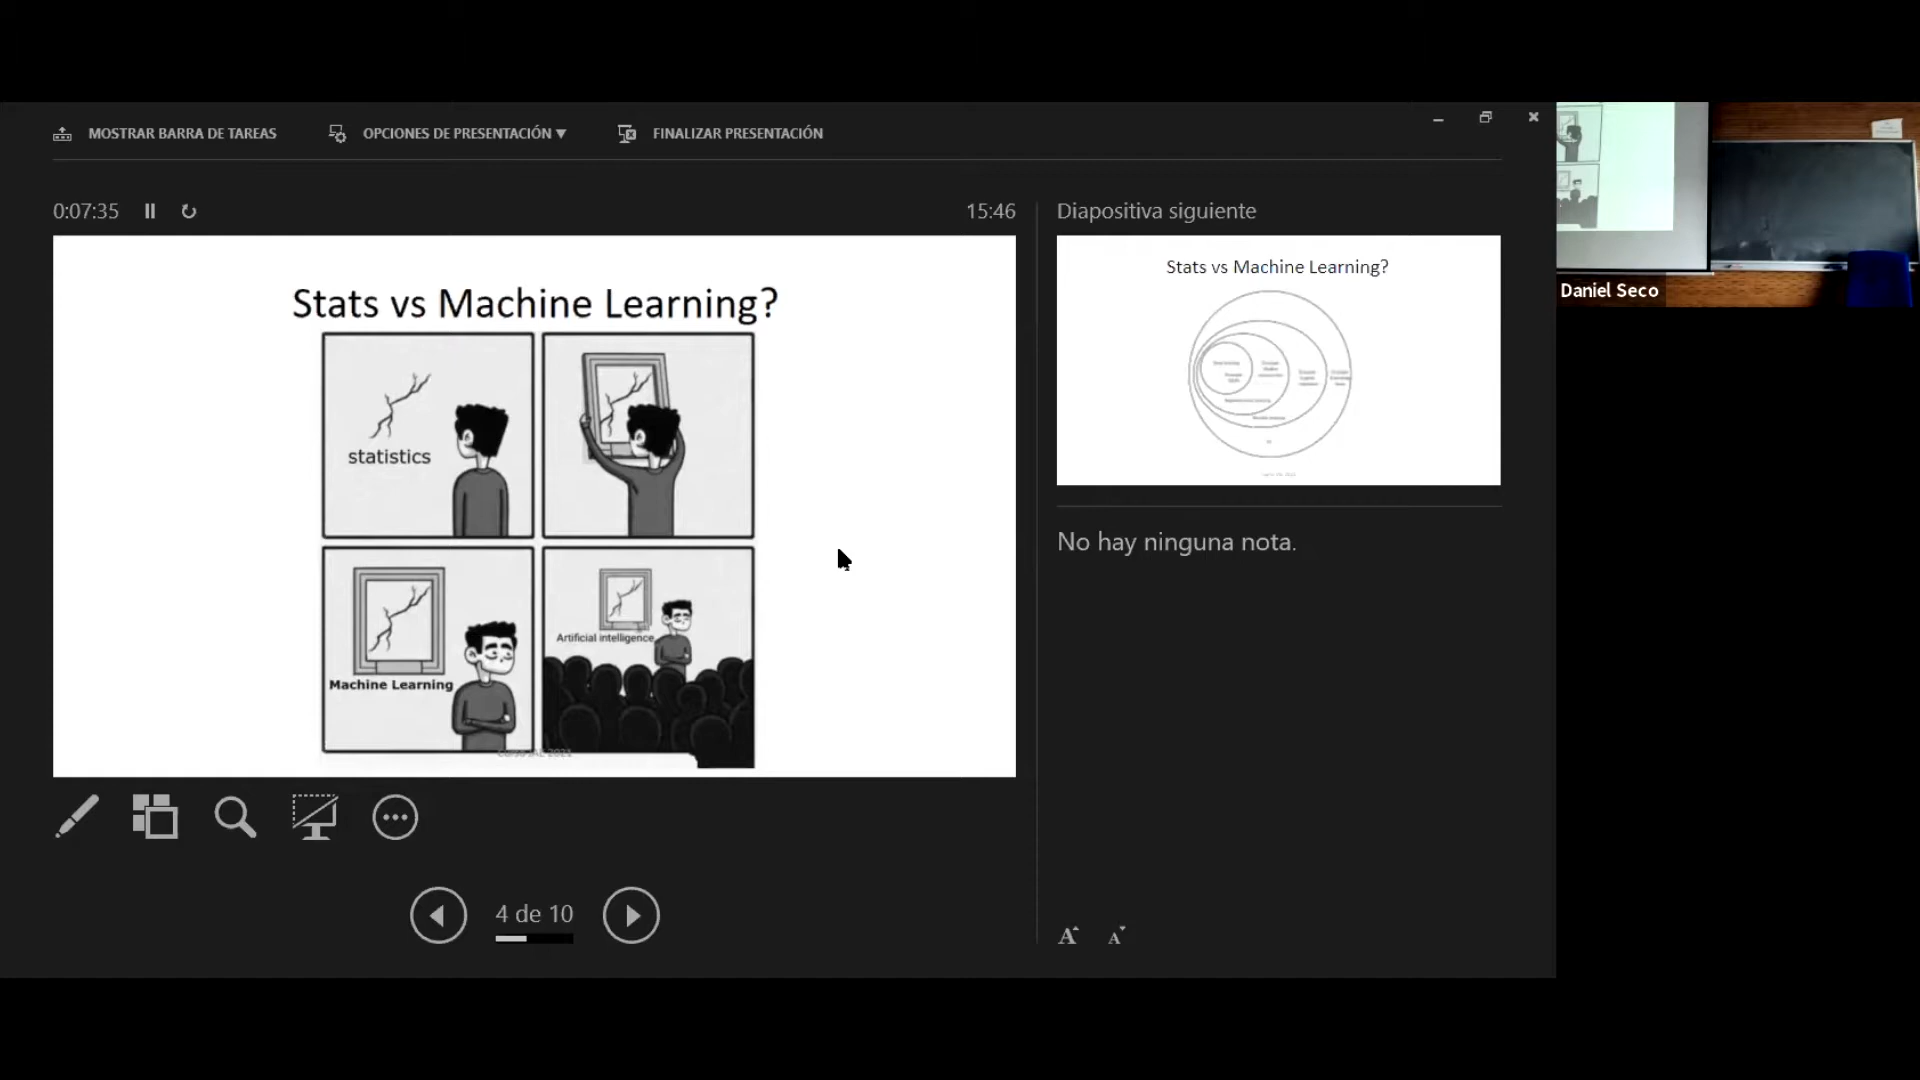 MOSTRAR BARRA DE TAREAS
OPCIONES DE PRESENTACIÓN ▼
FINALIZAR PRESENTACIÓN
0:07:35
15:46
Stats vs Machine Learning?
statistics
Machine Learning
Artificial intelligence
4 de 10
Diapositiva siguiente
Stats vs Machine Learning?
No hay ninguna nota.
A
A
Daniel Seco